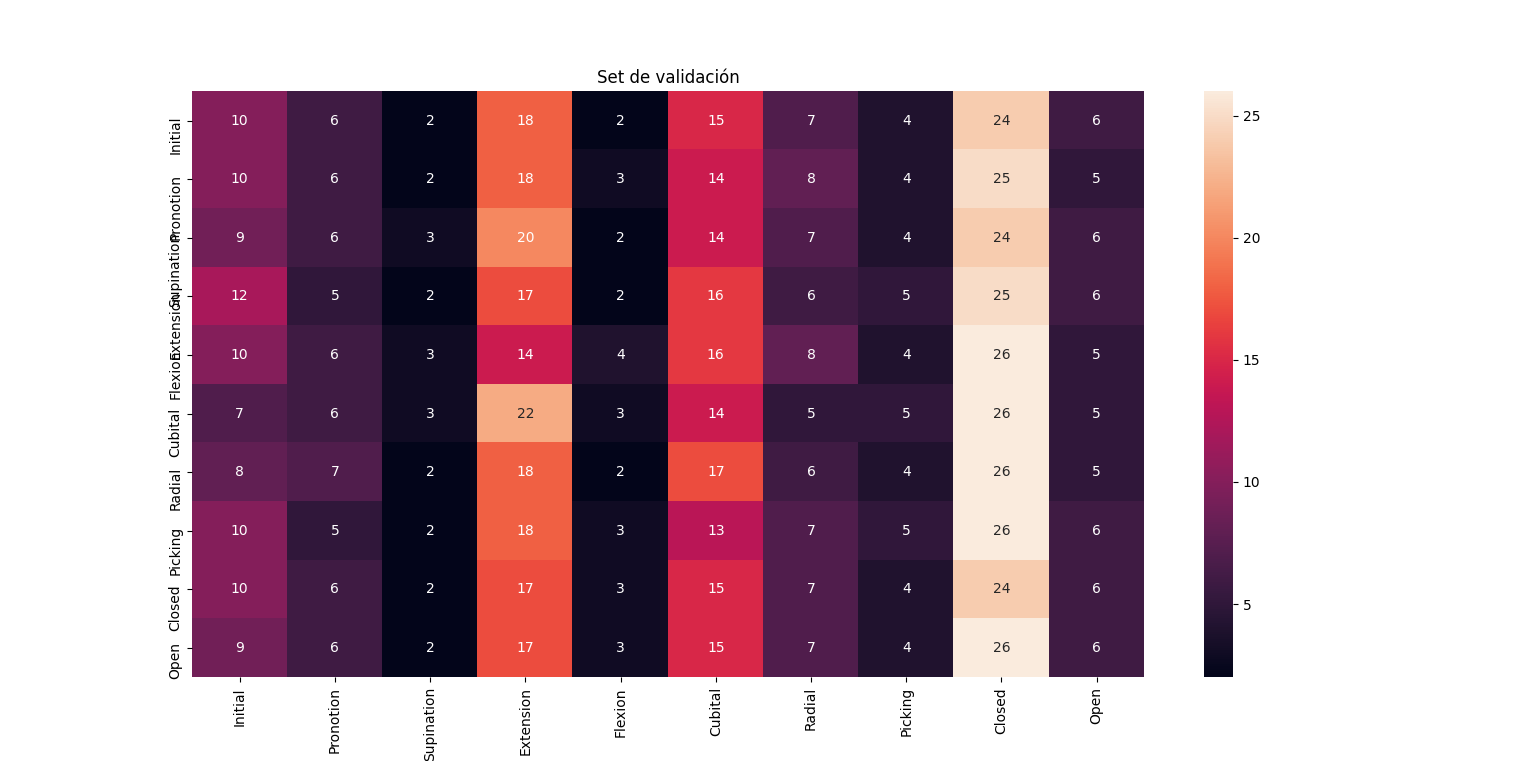 Set de validación
Initial 10 6 2 18 2 15 7 4 24 6
Pronotion 10 6 2 18 3 14 8 4 25 5
Supination 9 6 3 20 2 14 7 4 24 6
Extension 12 5 2 17 2 16 6 5 25 6
Flexion 10 6 3 14 4 16 8 4 26 5
Cubital 7 6 3 22 3 14 5 5 26 5
Radial 8 7 2 18 2 17 6 4 26 5
Picking 10 5 2 18 3 13 7 5 26 6
Closed 10 6 2 17 3 15 7 4 24 6
Open 9 6 2 17 3 15 7 4 26 6
Initial Pronotion Supination Extension Flexion Cubital Radial Picking Closed Open
25
20
15
10
5